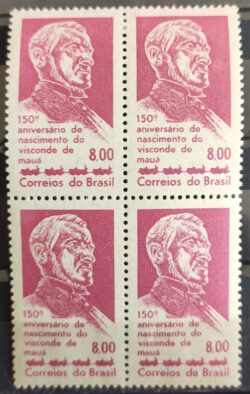 150º
aniversário de
nascimento do
visconde de
mauá 8.00
Correios do Brasil
150º
aniversário de
nascimento do
visconde de
mauá 8.00
Correios do Brasil
150º
aniversário de
nascimento do
visconde de
mauá 8.00
Correios do Brasil
150º
aniversário de
nascimento do
visconde de
mauá 8.00
Correios do Brasil